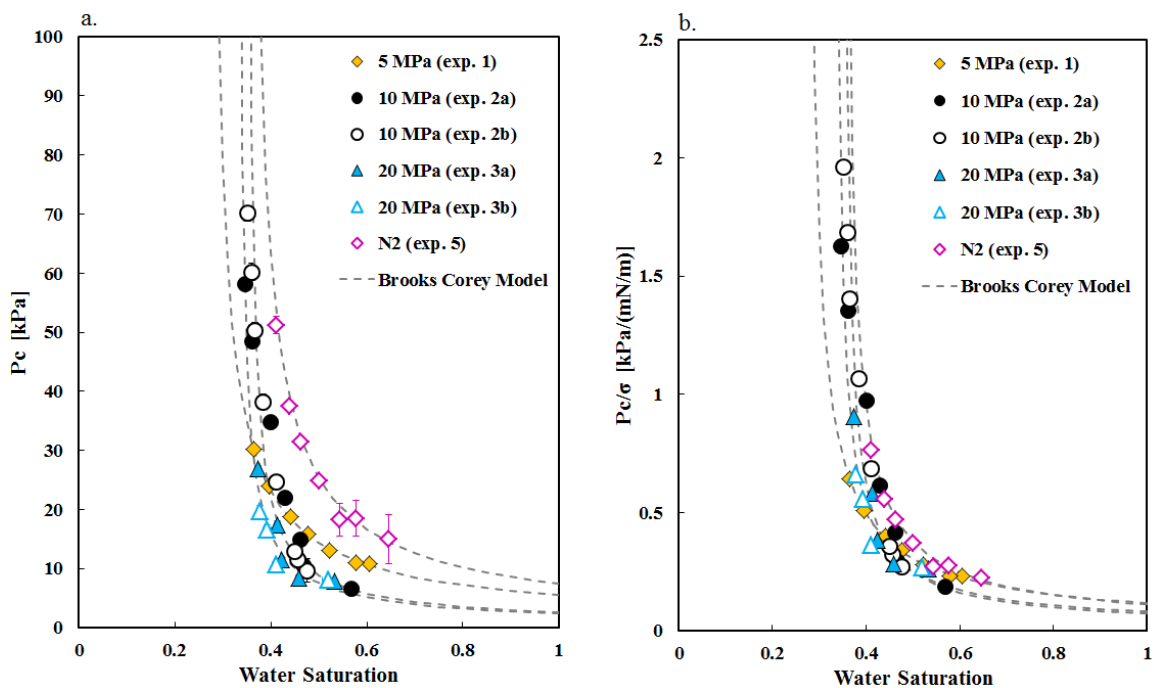 a.
Pc [kPa]
100
90
80
70
60
50
40
30
20
10
0
0
0.2
0.4
0.6
0.8
1
Water Saturation
5 MPa (exp. 1)
10 MPa (exp. 2a)
10 MPa (exp. 2b)
20 MPa (exp. 3a)
20 MPa (exp. 3b)
N2 (exp. 5)
Brooks Corey Model
b.
Pc/σ [kPa/(mN/m)]
2.5
2
1.5
1
0.5
0
0
0.2
0.4
0.6
0.8
1
Water Saturation
5 MPa (exp. 1)
10 MPa (exp. 2a)
10 MPa (exp. 2b)
20 MPa (exp. 3a)
20 MPa (exp. 3b)
N2 (exp. 5)
Brooks Corey Model